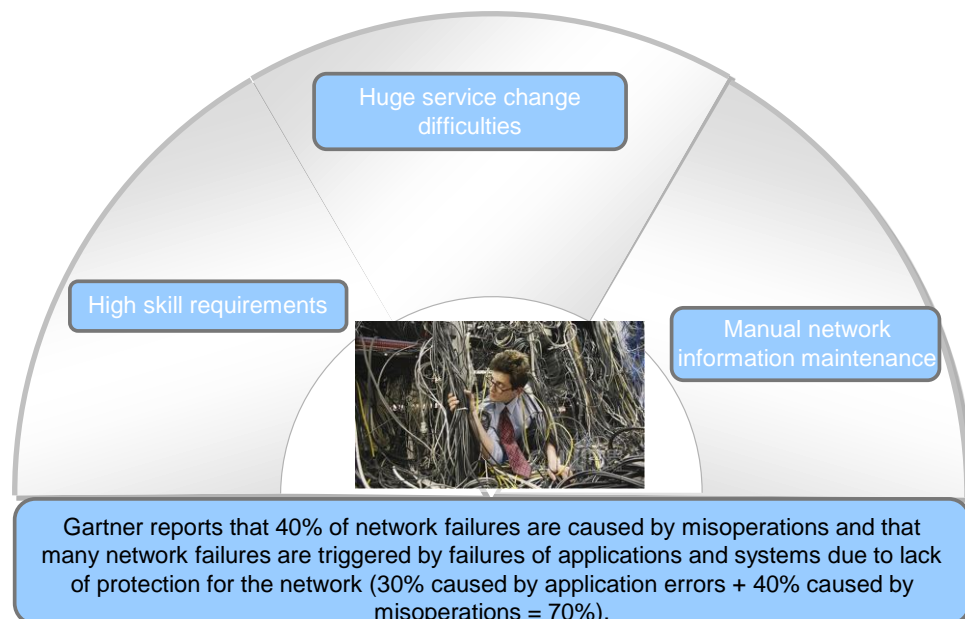 Huge service change
difficulties
High skill requirements
Manual network
information maintenance
Gartner reports that 40% of network failures are caused by misoperations and that
many network failures are triggered by failures of applications and systems due to lack
of protection for the network (30% caused by application errors + 40% caused by
misoperations = 70%).